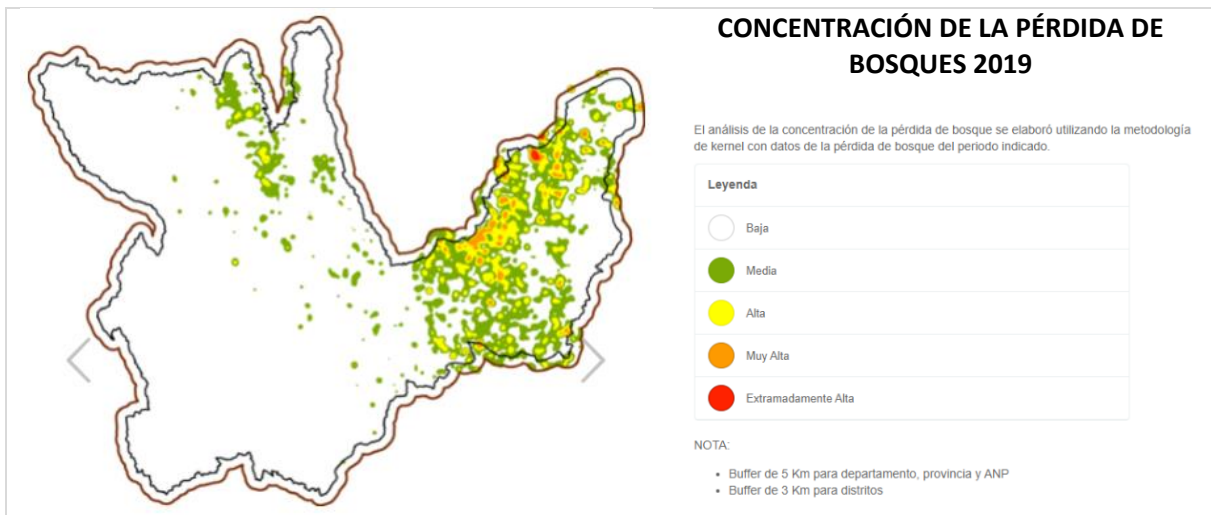 CONCENTRACIÓN DE LA PÉRDIDA DE
BOSQUES 2019
El análisis de la concentración de la pérdida de bosque se elaboró utilizando la metodología
de kernel con datos de la pérdida de bosque del periodo indicado.
Leyenda
Baja
Media
Alta
Muy Alta
Extramadamente Alta
NOTA:
• Buffer de 5 Km para departamento, provincia y ANP
• Buffer de 3 Km para distritos